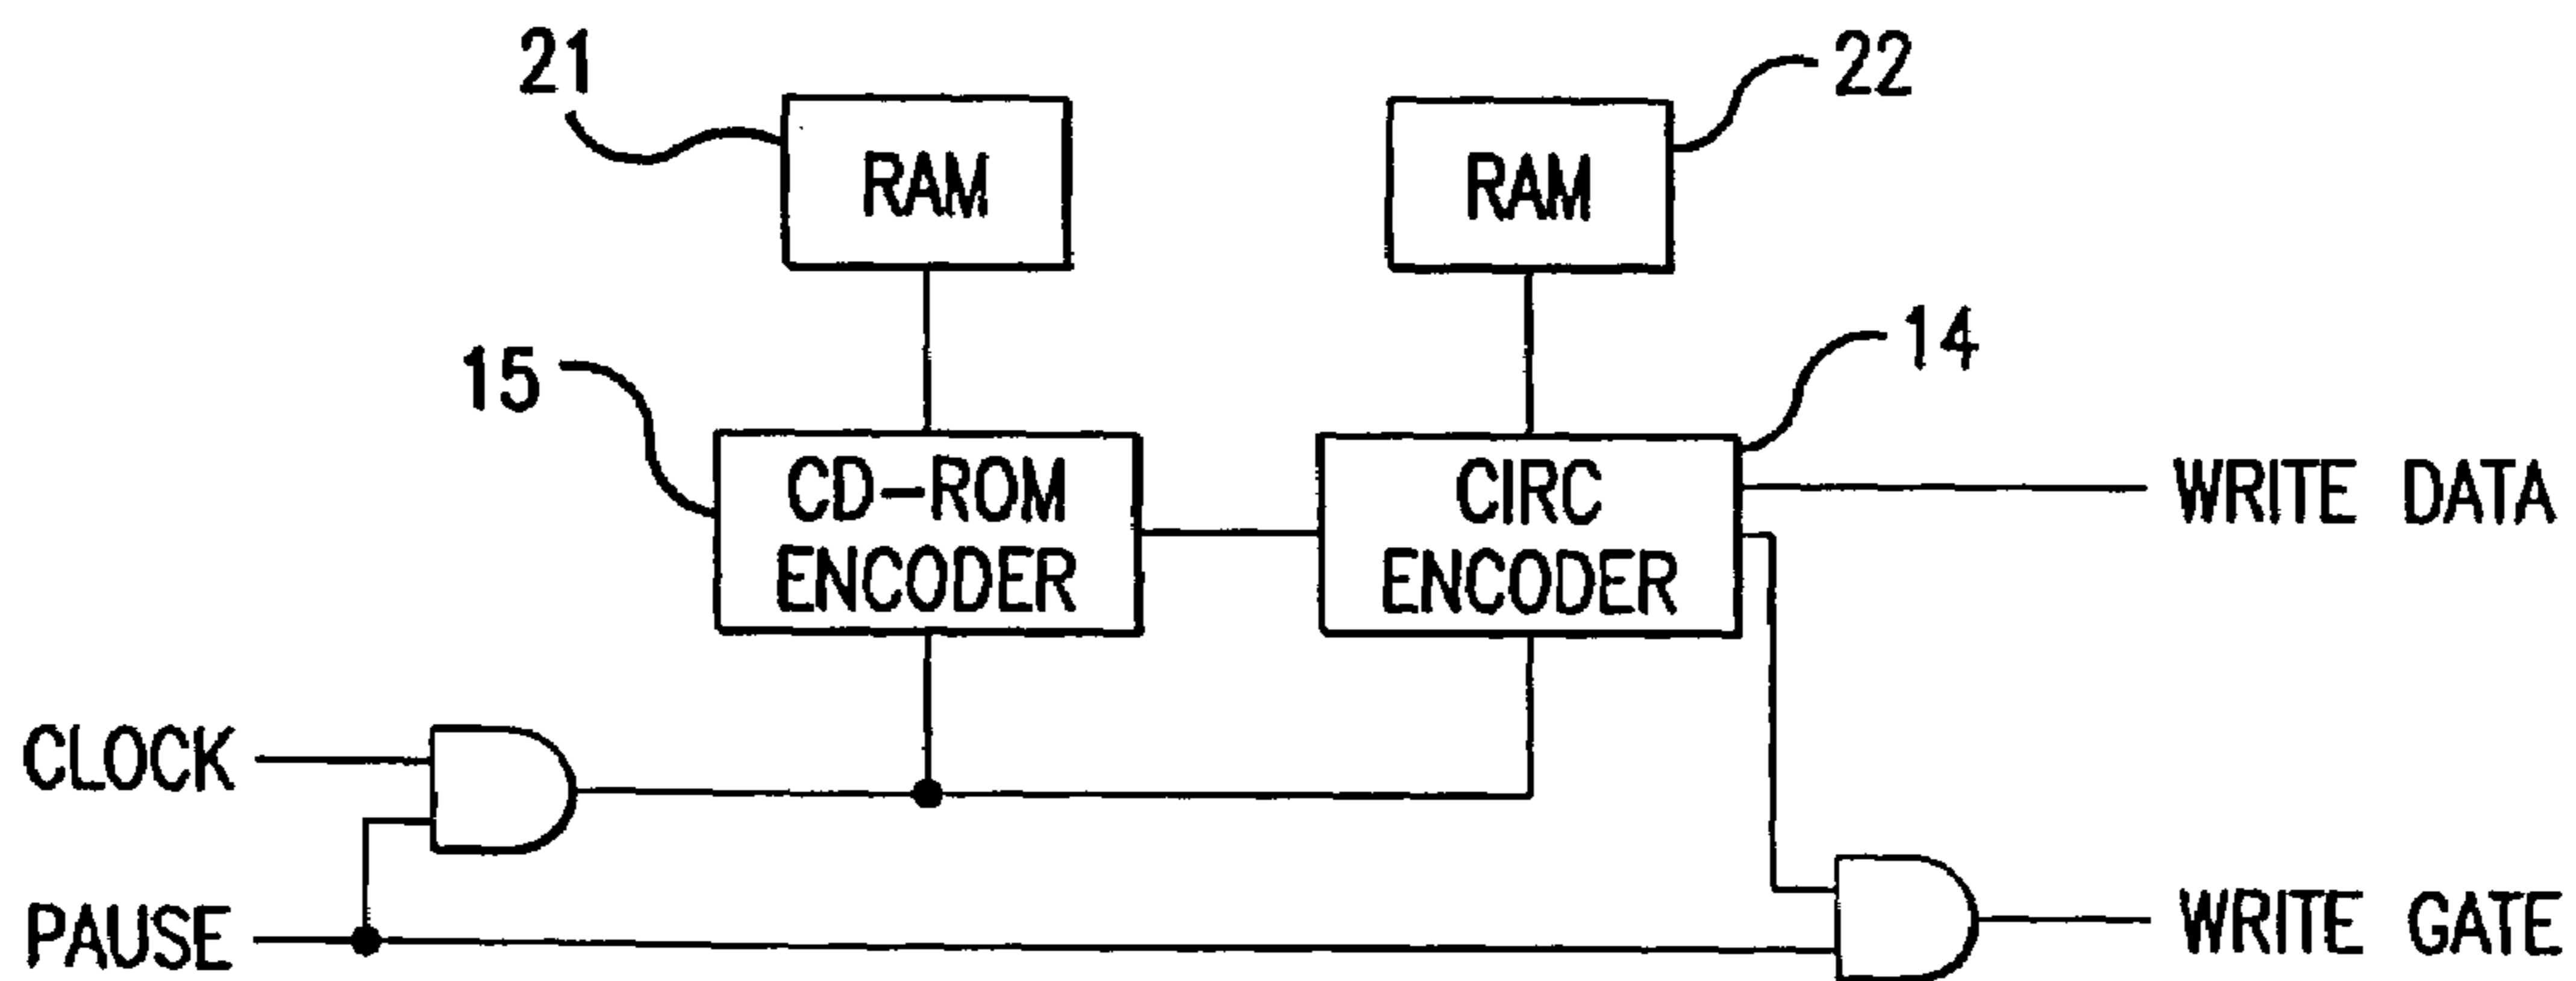 21
22
RAM
RAM
15
14
CD-ROM
ENCODER
CIRC
ENCODER
WRITE DATA
CLOCK
PAUSE
WRITE GATE